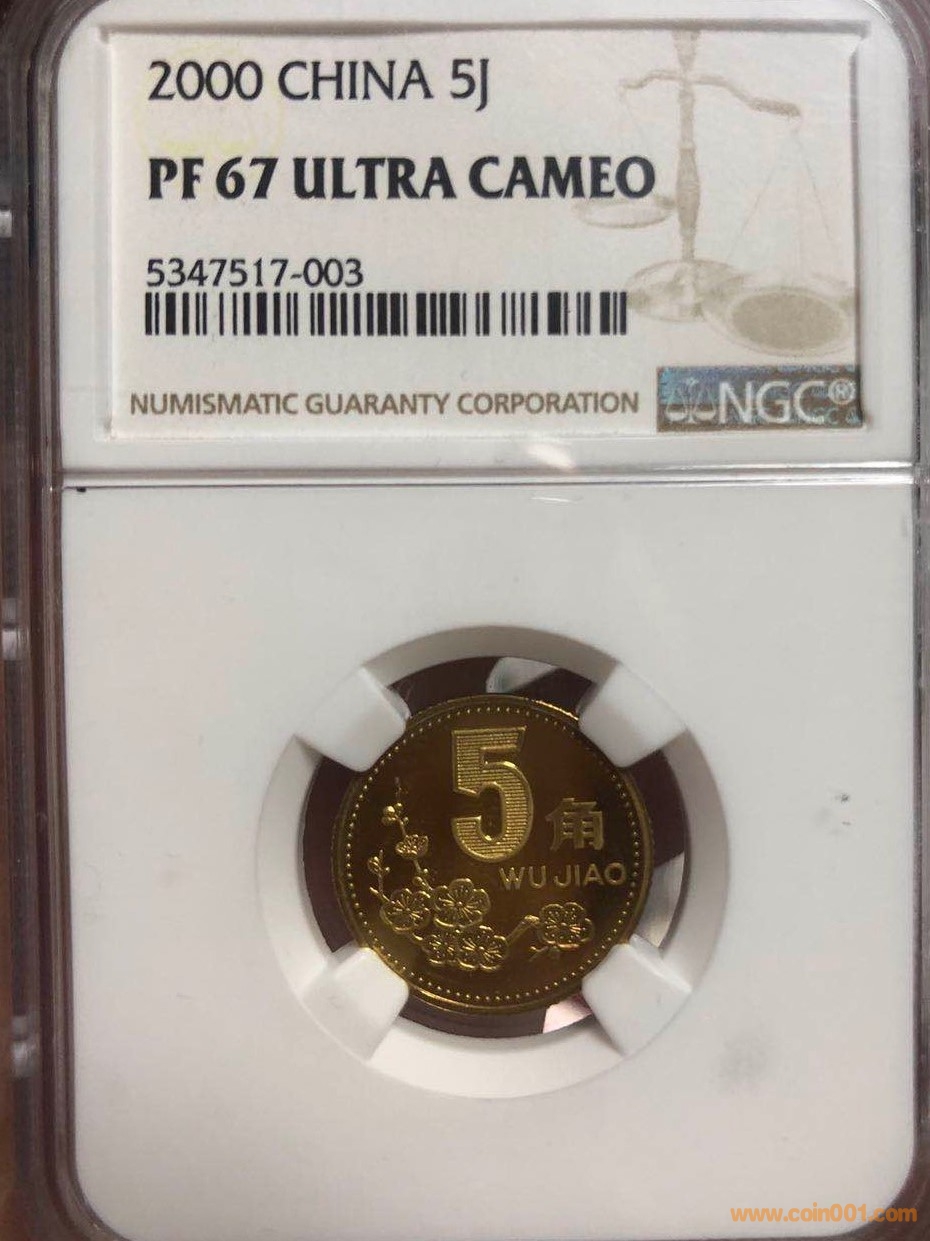 2000 CHINA 5J
PF 67 ULTRA CAMEO
5347517-003
NUMISMATIC GUARANTY CORPORATION
NGC®
5
角
WU JIAO
www.coin001.com